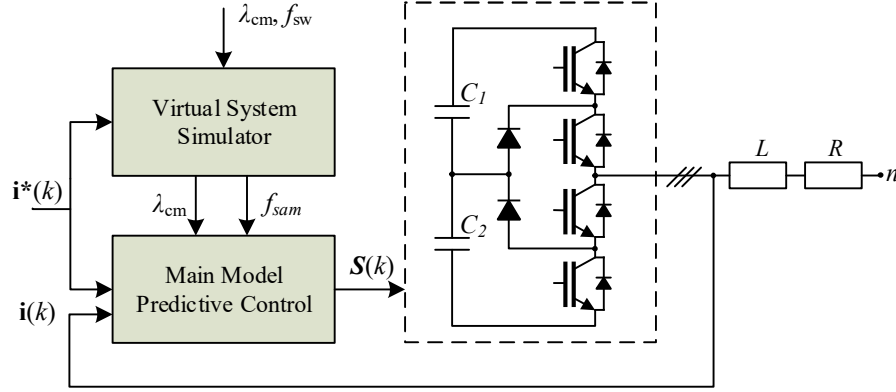 λcm, fsw
Virtual System
Simulator
i*(k)
λcm
fsam
Main Model
Predictive Control
i(k)
S(k)
C1
C2
L
R
n